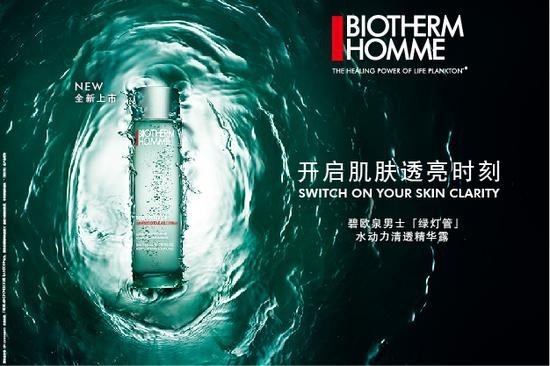 BIOTHERM
HOMME
THE HEALING POWER OF LIFE PLANKTON
NEW
全新上市
BIOTHERM
HOMME
开启肌肤透亮时刻
SWITCH ON YOUR SKIN CLARITY
碧欧泉男士「绿灯管」
水动力清透精华露